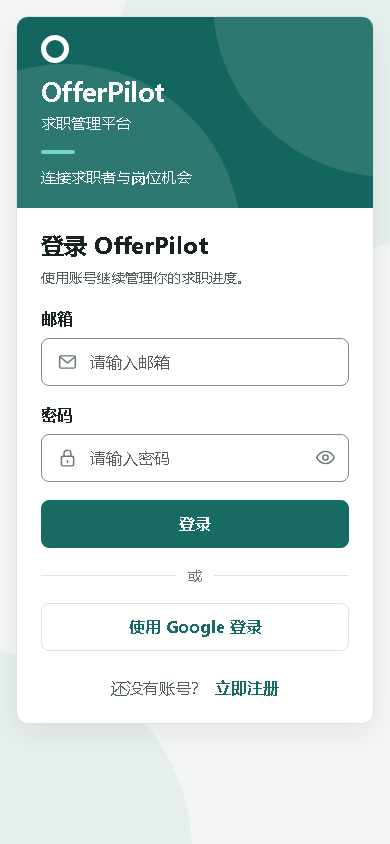 OfferPilot
求职管理平台
连接求职者与岗位机会
登录 OfferPilot
使用账号继续管理你的求职进度。
邮箱
请输入邮箱
密码
请输入密码
登录
或
使用 Google 登录
还没有账号？ 立即注册